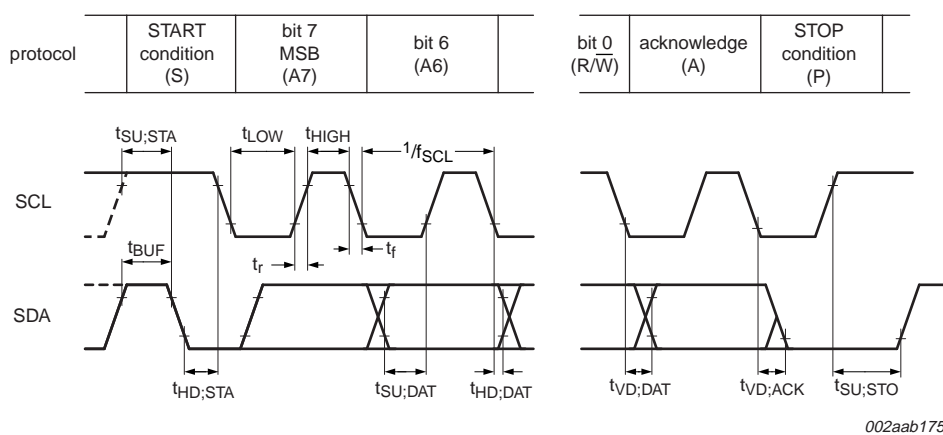 protocol
START
condition
(S)
bit 7
MSB
(A7)
bit 6
(A6)
bit 0
(R/W)
acknowledge
(A)
STOP
condition
(P)
tSU;STA
tLOW
tHIGH
1/fSCL
SCL
tBUF
tr
tf
SDA
tHD;STA
tSU;DAT
tHD;DAT
tVD;DAT
tVD;ACK
tSU;STO
002aab175